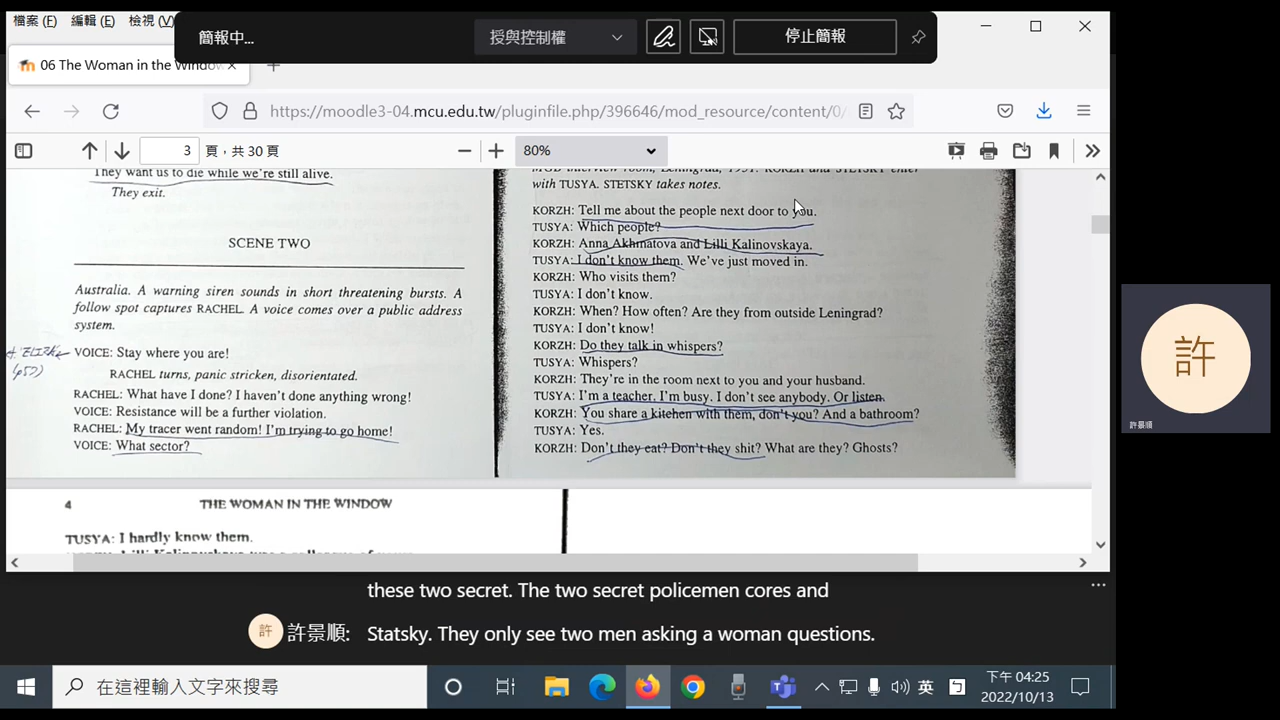 檔案 (F) 編輯 (E) 檢視 (V)
簡報中...
授與控制權
停止簡報
06 The Woman in the Window
https://moodle3-04.mcu.edu.tw/pluginfile.php/396646/mod_resource/content/0/
3 頁，共 30 頁
80%
They want us to die while we're still alive.
They exit.
SCENE TWO
Australia. A warning siren sounds in short threatening bursts. A
follow spot captures RACHEL. A voice comes over a public address
system.
VOICE: Stay where you are!
RACHEL turns, panic stricken, disorientated.
RACHEL: What have I done? I haven't done anything wrong!
VOICE: Resistance will be a further violation.
RACHEL: My tracer went random! I'm trying to go home!
VOICE: What sector?
with TUSYA. STETSKY takes notes.
KORZH: Tell me about the people next door to you.
TUSYA: Which people?
KORZH: Anna Akhmatova and Lilli Kalinovskaya.
TUSYA: I don't know them. We've just moved in.
KORZH: Who visits them?
TUSYA: I don't know.
KORZH: When? How often? Are they from outside Leningrad?
TUSYA: I don't know!
KORZH: Do they talk in whispers?
TUSYA: Whispers?
KORZH: They're in the room next to you and your husband.
TUSYA: I'm a teacher. I'm busy. I don't see anybody. Or listen.
KORZH: You share a kitchen with them, don't you? And a bathroom?
TUSYA: Yes.
KORZH: Don't they eat? Don't they shit? What are they? Ghosts?
4 THE WOMAN IN THE WINDOW
TUSYA: I hardly know them.
許
許景順
these two secret. The two secret policemen cores and
許 許景順: Statsky. They only see two men asking a woman questions.
在這裡輸入文字來搜尋
英
下午 04:25
2022/10/13